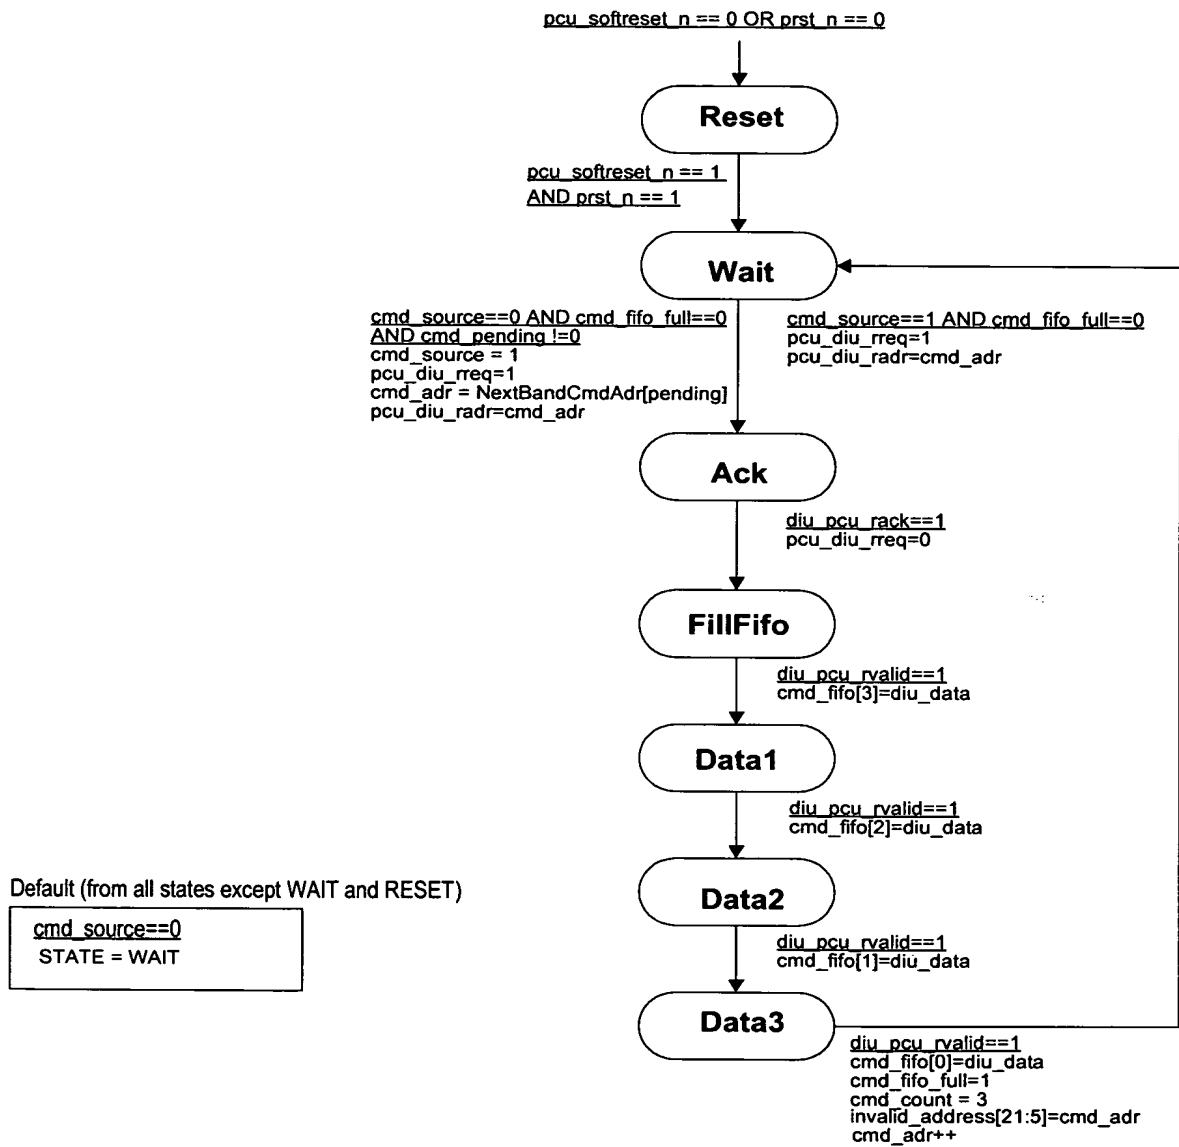 pcu_softreset_n == 0 OR prst_n == 0
Reset
pcu_softreset_n == 1
AND prst_n == 1
Wait
cmd_source==0 AND cmd_fifo_full==0
AND cmd_pending !=0
cmd_source = 1
pcu_diu_rreq=1
cmd_adr = NextBandCmdAdr[pending]
pcu_diu_radr=cmd_adr
cmd_source==1 AND cmd_fifo_full==0
pcu_diu_rreq=1
pcu_diu_radr=cmd_adr
Ack
diu_pcu_rack==1
pcu_diu_rreq=0
FillFifo
diu_pcu_rvalid==1
cmd_fifo[3]=diu_data
Data1
diu_pcu_rvalid==1
cmd_fifo[2]=diu_data
Data2
diu_pcu_rvalid==1
cmd_fifo[1]=diu_data
Default (from all states except WAIT and RESET)
cmd_source==0
STATE = WAIT
Data3
diu_pcu_rvalid==1
cmd_fifo[0]=diu_data
cmd_fifo_full=1
cmd_count = 3
invalid_address[21:5]=cmd_adr
cmd_adr++